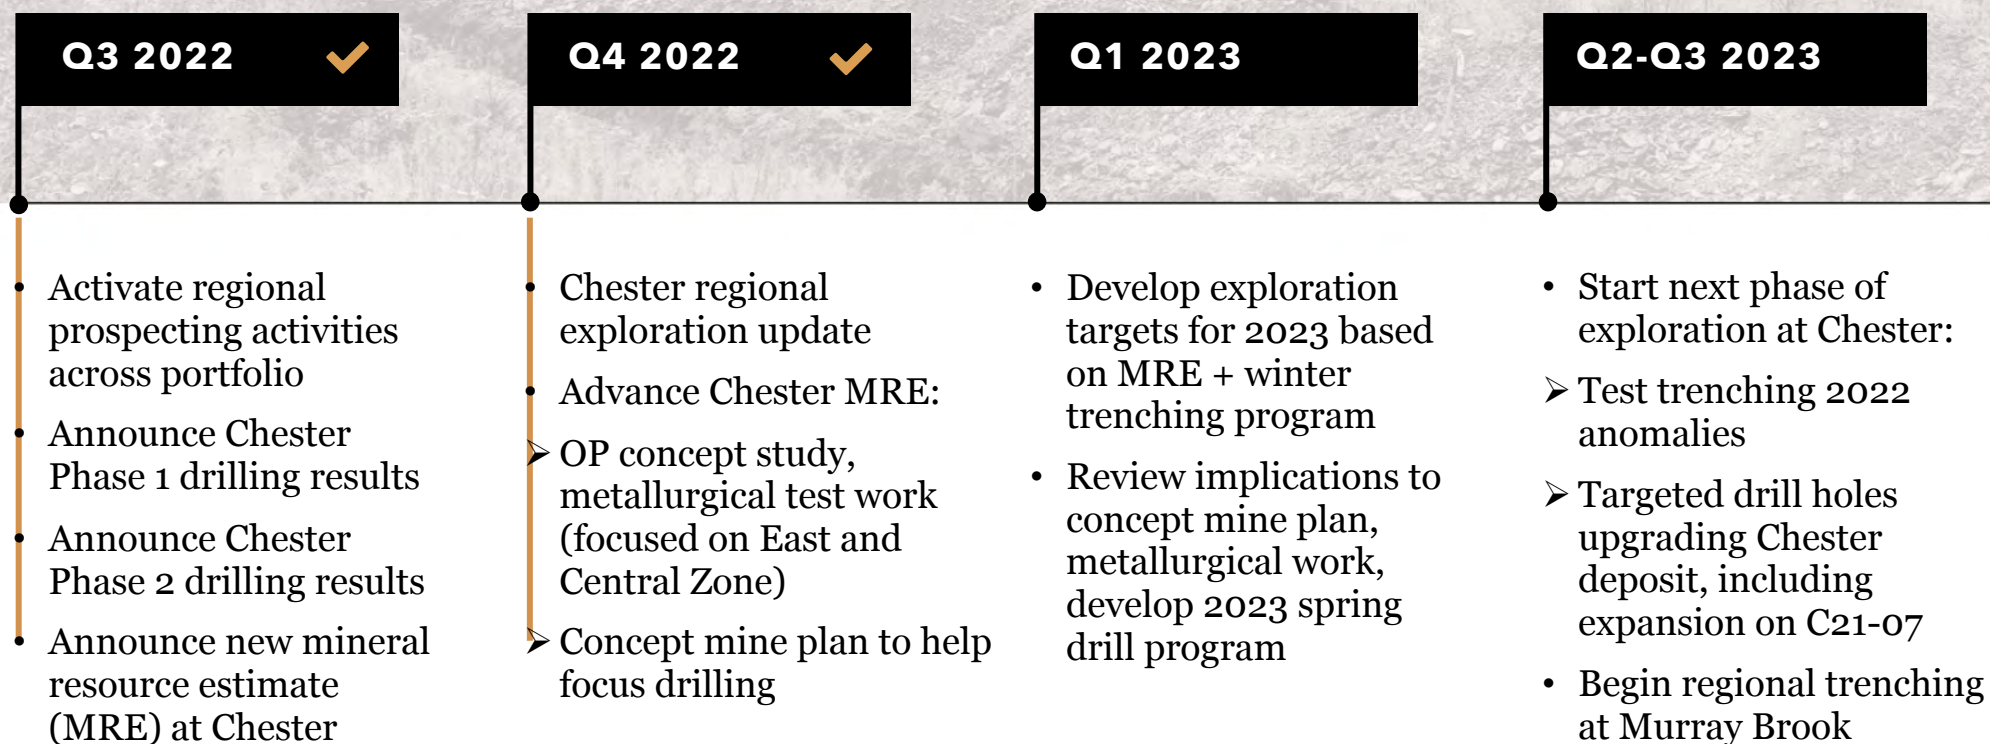 Q3 2022
• Activate regional
prospecting activities
across portfolio
• Announce Chester
Phase 1 drilling results
• Announce Chester
Phase 2 drilling results
• Announce new mineral
resource estimate
(MRE) at Chester
Q4 2022
• Chester regional
exploration update
• Advance Chester MRE:
➢ OP concept study,
metallurgical test work
(focused on East and
Central Zone)
➢ Concept mine plan to help
focus drilling
Q1 2023
• Develop exploration
targets for 2023 based
on MRE + winter
trenching program
• Review implications to
concept mine plan,
metallurgical work,
develop 2023 spring
drill program
Q2-Q3 2023
• Start next phase of
exploration at Chester:
➢ Test trenching 2022
anomalies
➢ Targeted drill holes
upgrading Chester
deposit, including
expansion on C21-07
• Begin regional trenching
at Murray Brook